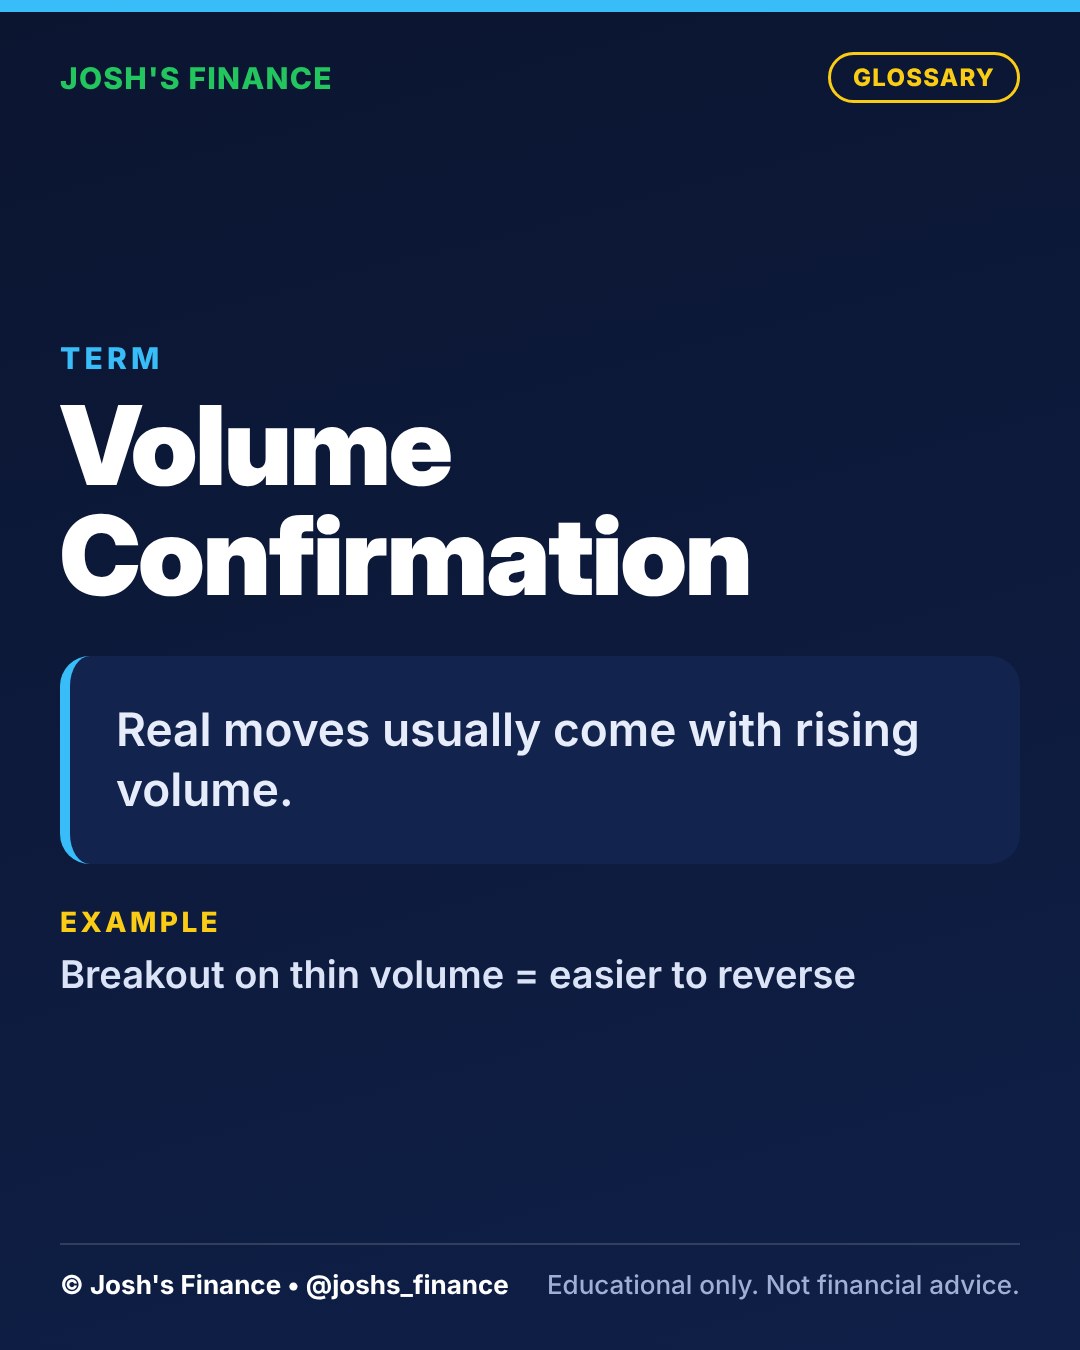 JOSH'S FINANCE
GLOSSARY
TERM
Volume
Confirmation
Real moves usually come with rising
volume.
EXAMPLE
Breakout on thin volume = easier to reverse
© Josh's Finance • @joshs_finance
Educational only. Not financial advice.